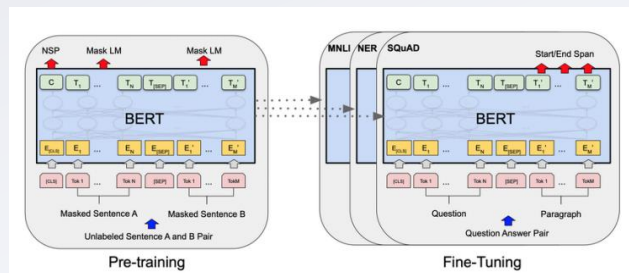 NSP Mask LM Mask LM
C T1 ... TN T[SEP] T1' ... TM'
BERT
E[CLS] E1 ... EN E[SEP] E1' ... EM'
[CLS] Tok 1 ... Tok N [SEP] Tok 1 ... TokM
Masked Sentence A Masked Sentence B
Unlabeled Sentence A and B Pair
Pre-training
MNLI NER SQuAD
Start/End Span
C T1 ... TN T[SEP] T1' ... TM'
BERT
E[CLS] E1 ... EN E[SEP] E1' ... EM'
[CLS] Tok 1 ... Tok N [SEP] Tok 1 ... TokM
Question Paragraph
Question Answer Pair
Fine-Tuning